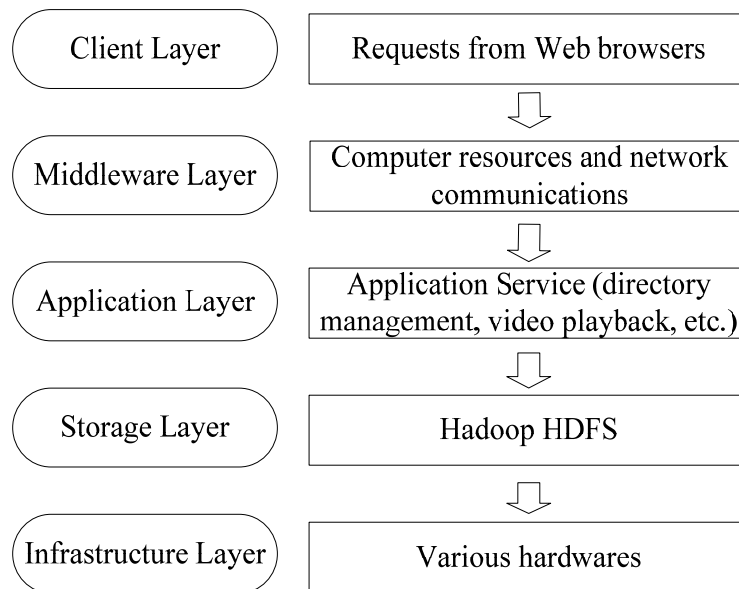 Client Layer
Requests from Web browsers
Middleware Layer
Computer resources and network
communications
Application Layer
Application Service (directory
management, video playback, etc.)
Storage Layer
Hadoop HDFS
Infrastructure Layer
Various hardwares